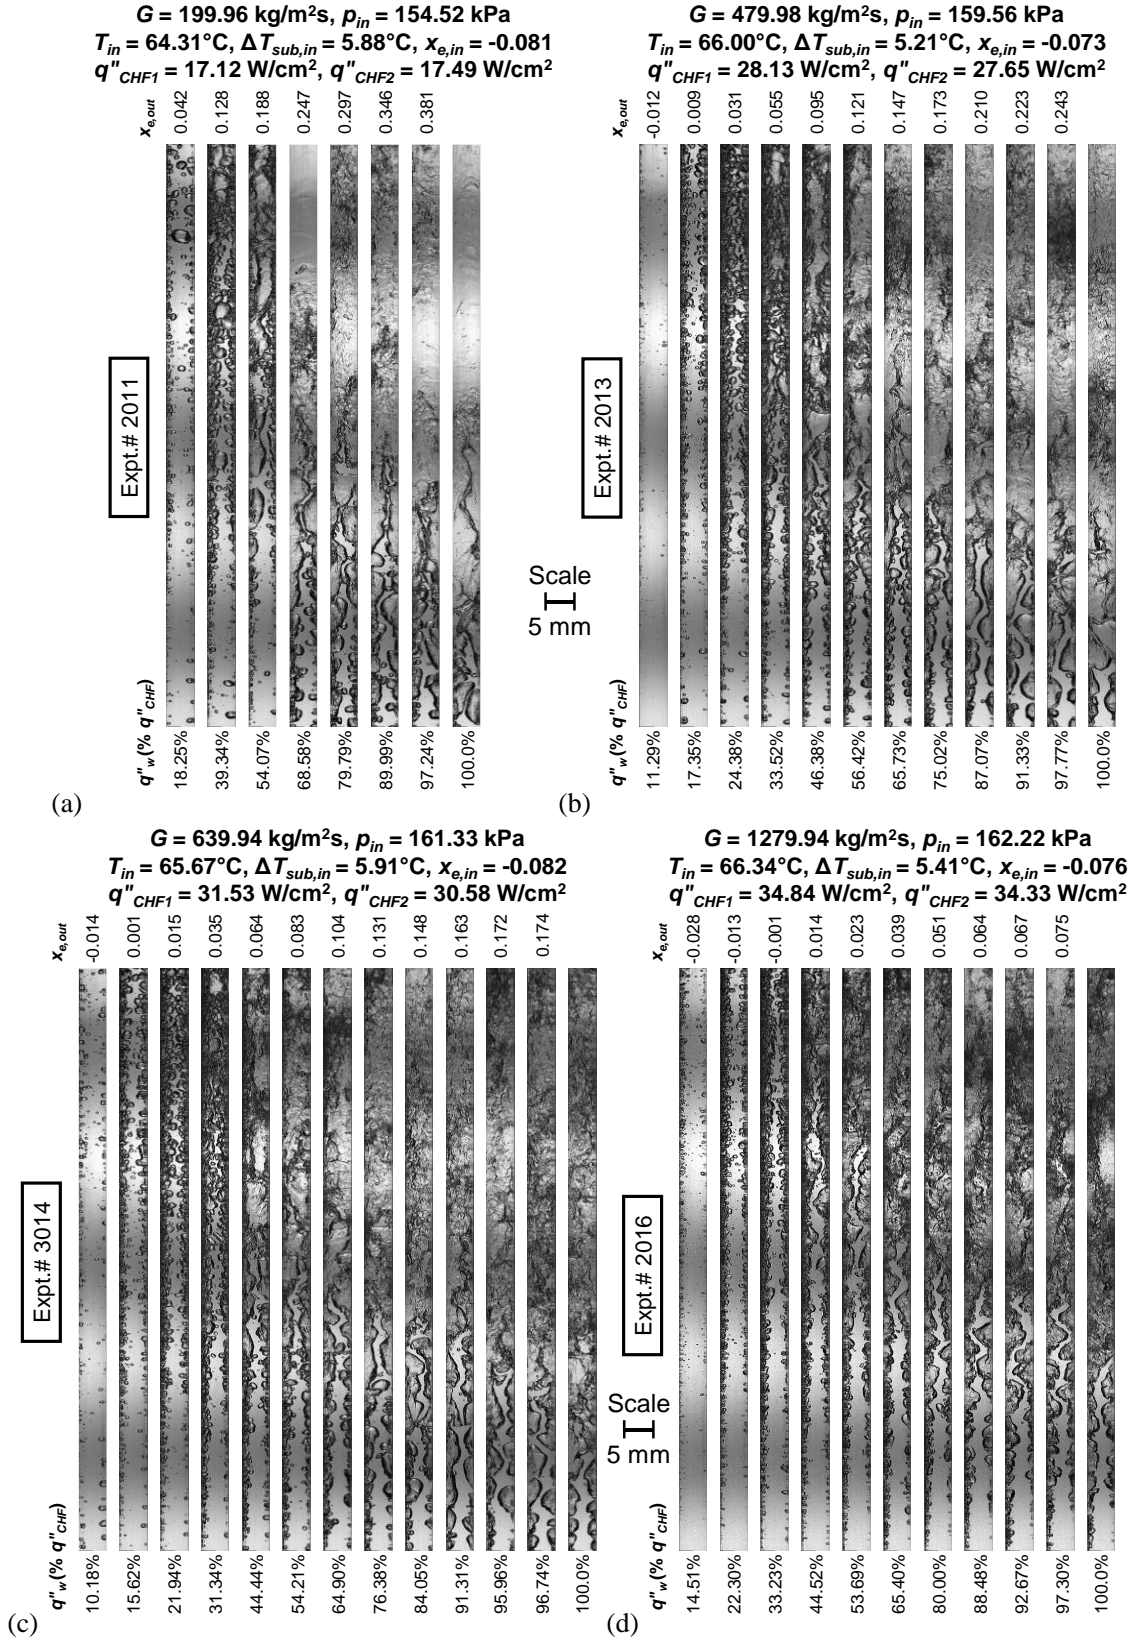 G = 199.96 kg/m²s, p_in = 154.52 kPa
T_in = 64.31°C, ΔT_sub,in = 5.88°C, x_e,in = -0.081
q"_CHF1 = 17.12 W/cm², q"_CHF2 = 17.49 W/cm²
x_e,out
0.042
0.128
0.188
0.247
0.297
0.346
0.381
Expt.# 2011
q"_w (% q"_CHF)
18.25%
39.34%
54.07%
68.58%
79.79%
89.99%
97.24%
100.0%
(a)
Scale
5 mm
G = 479.98 kg/m²s, p_in = 159.56 kPa
T_in = 66.00°C, ΔT_sub,in = 5.21°C, x_e,in = -0.073
q"_CHF1 = 28.13 W/cm², q"_CHF2 = 27.65 W/cm²
x_e,out
-0.012
0.009
0.031
0.055
0.095
0.121
0.147
0.173
0.210
0.223
0.243
Expt.# 2013
q"_w (% q"_CHF)
11.29%
17.35%
24.38%
33.52%
46.38%
56.42%
65.73%
75.02%
87.07%
91.33%
97.77%
100.0%
(b)
G = 639.94 kg/m²s, p_in = 161.33 kPa
T_in = 65.67°C, ΔT_sub,in = 5.91°C, x_e,in = -0.082
q"_CHF1 = 31.53 W/cm², q"_CHF2 = 30.58 W/cm²
x_e,out
-0.014
0.001
0.015
0.035
0.064
0.083
0.104
0.131
0.148
0.163
0.172
0.174
Expt.# 3014
q"_w (% q"_CHF)
10.18%
15.62%
21.94%
31.34%
44.44%
54.21%
64.90%
76.38%
84.05%
91.31%
95.96%
96.74%
100.0%
(c)
Scale
5 mm
G = 1279.94 kg/m²s, p_in = 162.22 kPa
T_in = 66.34°C, ΔT_sub,in = 5.41°C, x_e,in = -0.076
q"_CHF1 = 34.84 W/cm², q"_CHF2 = 34.33 W/cm²
x_e,out
-0.028
-0.013
-0.001
0.014
0.023
0.039
0.051
0.064
0.067
0.075
Expt.# 2016
q"_w (% q"_CHF)
14.51%
22.30%
33.23%
44.52%
53.69%
65.40%
80.00%
88.48%
92.67%
97.30%
100.0%
(d)